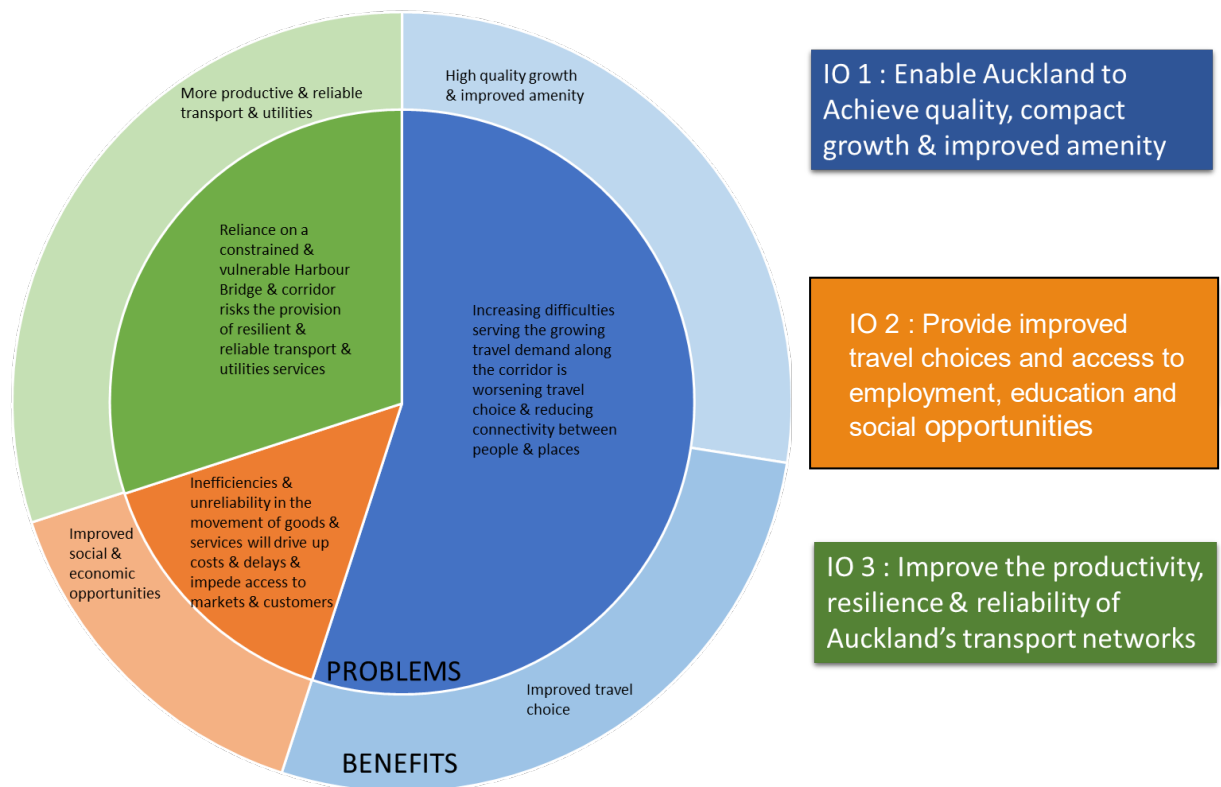 More productive & reliable
transport & utilities
High quality growth
& improved amenity
Reliance on a
constrained &
vulnerable Harbour
Bridge & corridor
risks the provision
of resilient &
reliable transport &
utilities services
Increasing difficulties
serving the growing
travel demand along
the corridor is
worsening travel
choice & reducing
connectivity between
people & places
Inefficiencies &
unreliability in the
movement of goods &
services will drive up
costs & delays &
impede access to
markets & customers
Improved
social &
economic
opportunities
PROBLEMS
Improved travel
choice
BENEFITS
IO 1 : Enable Auckland to
Achieve quality, compact
growth & improved amenity
IO 2 : Provide improved
travel choices and access to
employment, education and
social opportunities
IO 3 : Improve the productivity,
resilience & reliability of
Auckland’s transport networks